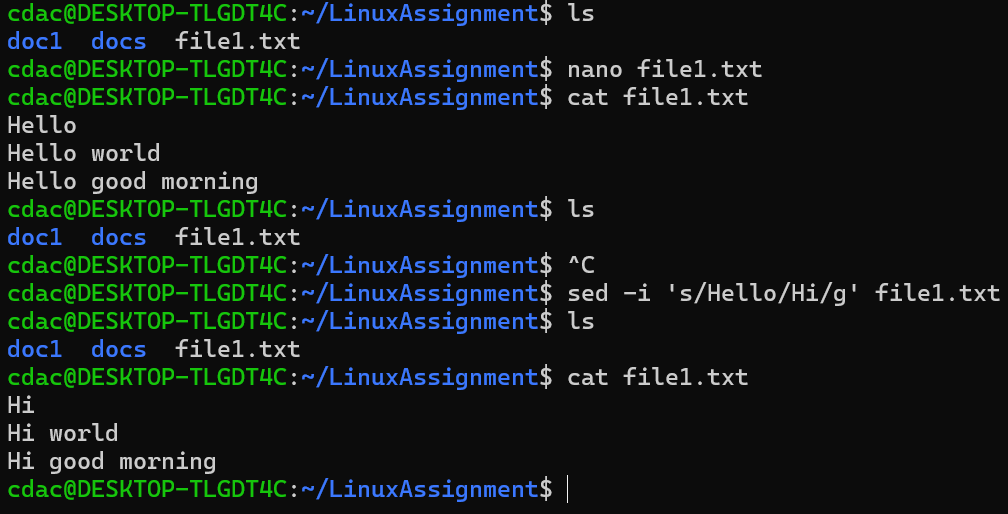 cdac@DESKTOP-TLGDT4C:~/LinuxAssignment$ ls
doc1  docs  file1.txt
cdac@DESKTOP-TLGDT4C:~/LinuxAssignment$ nano file1.txt
cdac@DESKTOP-TLGDT4C:~/LinuxAssignment$ cat file1.txt
Hello
Hello world
Hello good morning
cdac@DESKTOP-TLGDT4C:~/LinuxAssignment$ ls
doc1  docs  file1.txt
cdac@DESKTOP-TLGDT4C:~/LinuxAssignment$ ^C
cdac@DESKTOP-TLGDT4C:~/LinuxAssignment$ sed -i 's/Hello/Hi/g' file1.txt
cdac@DESKTOP-TLGDT4C:~/LinuxAssignment$ ls
doc1  docs  file1.txt
cdac@DESKTOP-TLGDT4C:~/LinuxAssignment$ cat file1.txt
Hi
Hi world
Hi good morning
cdac@DESKTOP-TLGDT4C:~/LinuxAssignment$